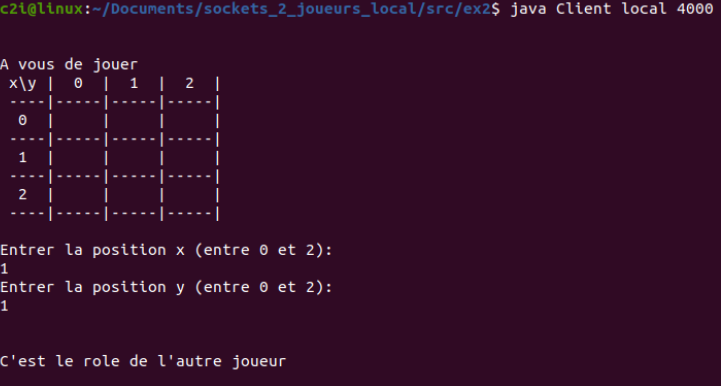 c2i@linux:~/Documents/sockets_2_joueurs_local/src/ex2$ java Client local 4000
A vous de jouer
x\y |  0  |  1  |  2  |
----|-----|-----|-----|
 0  |     |     |     |
----|-----|-----|-----|
 1  |     |     |     |
----|-----|-----|-----|
 2  |     |     |     |
----|-----|-----|-----|
Entrer la position x (entre 0 et 2):
1
Entrer la position y (entre 0 et 2):
1
C'est le role de l'autre joueur